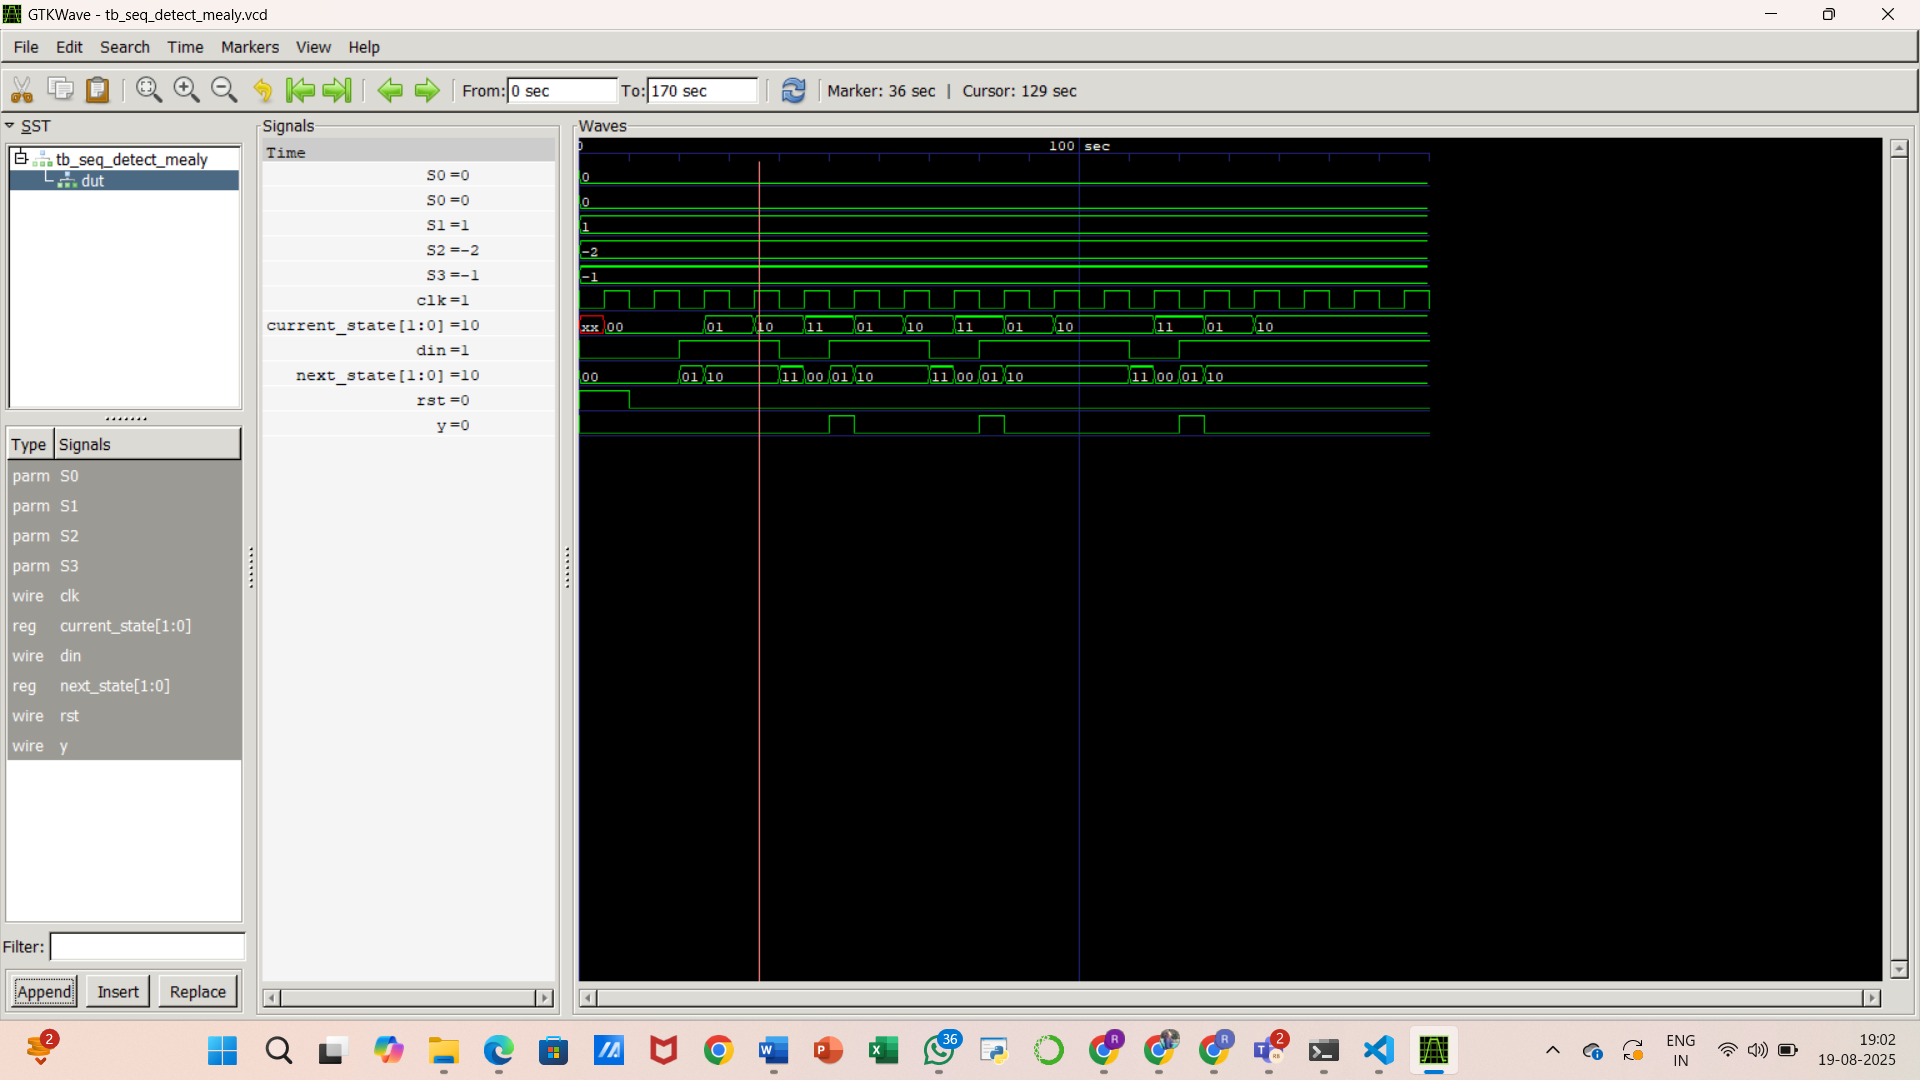 GTKWave - tb_seq_detect_mealy.vcd
File Edit Search Time Markers View Help
From: 0 sec To: 170 sec Marker: 36 sec | Cursor: 129 sec
SST
tb_seq_detect_mealy
dut
Type Signals
parm S0
parm S1
parm S2
parm S3
wire clk
reg current_state[1:0]
wire din
reg next_state[1:0]
wire rst
wire y
Filter:
Append Insert Replace
Signals
Time
S0 =0
S0 =0
S1 =1
S2 =-2
S3 =-1
clk =1
current_state[1:0] =10
din =1
next_state[1:0] =10
rst =0
y =0
Waves
0 100 sec
0
0
1
-2
-1
xx 00 01 10 11 01 10 11 01 10 11 01 10
00 01 10 11 00 01 10 11 00 01 10 11 00 01 10
2
36
R
R
2
ENG
IN
19:02
19-08-2025